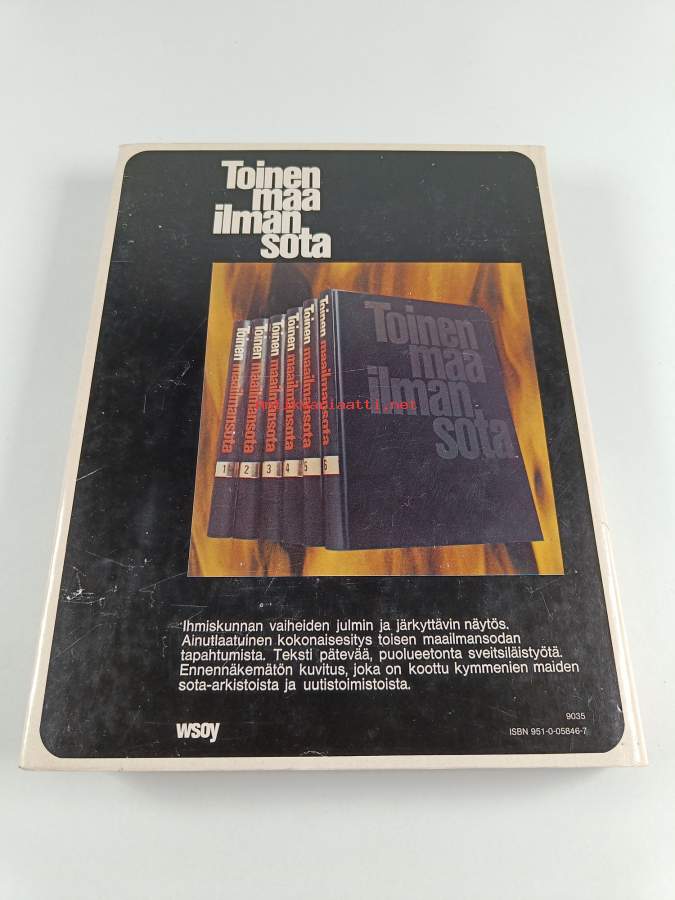 Toinen
maa
ilman
sota
Toinen maailmansota
1
Toinen maailmansota
2
Toinen maailmansota
3
Toinen maailmansota
4
Toinen maailmansota
5
Toinen maailmansota
6
Toinen
maa
ilman
sota
Ihmiskunnan vaiheiden julmin ja järkyttävin näytös.
Ainutlaatuinen kokonaisesitys toisen maailmansodan
tapahtumista. Teksti pätevää, puolueetonta sveitsiläistyötä.
Ennennäkemätön kuvitus, joka on koottu kymmenien maiden
sota-arkistoista ja uutistoimistoista.
wsoy
9035
ISBN 951-0-05846-7